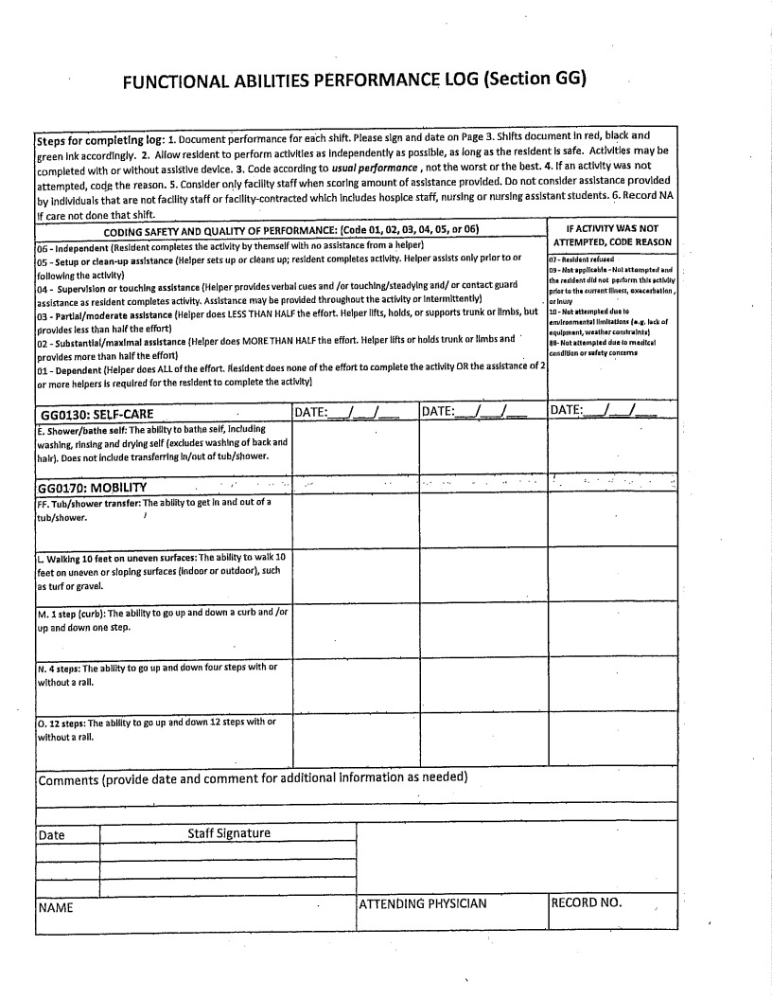 FUNCTIONAL ABILITIES PERFORMANCE LOG (Section GG)
Steps for completing log: 1. Document performance for each shift. Please sign and date on Page 3. Shifts document in red, black and
green ink accordingly. 2. Allow resident to perform activities as independently as possible, as long as the resident is safe. Activities may be
completed with or without assistive device. 3. Code according to usual performance , not the worst or the best. 4. If an activity was not
attempted, code the reason. 5. Consider only facility staff when scoring amount of assistance provided. Do not consider assistance provided
by individuals that are not facility staff or facility-contracted which includes hospice staff, nursing or nursing assistant students. 6. Record NA
if care not done that shift.
CODING SAFETY AND QUALITY OF PERFORMANCE: (Code 01, 02, 03, 04, 05, or 06)
06 - Independent (Resident completes the activity by themself with no assistance from a helper)
05 - Setup or clean-up assistance (Helper sets up or cleans up; resident completes activity. Helper assists only prior to or
following the activity)
04 - Supervision or touching assistance (Helper provides verbal cues and /or touching/steadying and/ or contact guard
assistance as resident completes activity. Assistance may be provided throughout the activity or intermittently)
03 - Partial/moderate assistance (Helper does LESS THAN HALF the effort. Helper lifts, holds, or supports trunk or limbs, but
provides less than half the effort)
02 - Substantial/maximal assistance (Helper does MORE THAN HALF the effort. Helper lifts or holds trunk or limbs and
provides more than half the effort)
01 - Dependent (Helper does ALL of the effort. Resident does none of the effort to complete the activity OR the assistance of 2
or more helpers is required for the resident to complete the activity)
IF ACTIVITY WAS NOT
ATTEMPTED, CODE REASON
07 - Resident refused
09 - Not applicable - Not attempted and
the resident did not perform this activity
prior to the current illness, exacerbation ,
or inury
10 - Not attempted due to
environmental limitations (e.g. lack of
equipment, weather constraints)
88- Not attempted due to medical
condition or safety concerns
GG0130: SELF-CARE DATE:__/__/__ DATE:__/__/__ DATE:__/__/__
E. Shower/bathe self: The ability to bathe self, including
washing, rinsing and drying self (excludes washing of back and
hair). Does not include transferring in/out of tub/shower.
GG0170: MOBILITY
FF. Tub/shower transfer: The ability to get in and out of a
tub/shower.
L. Walking 10 feet on uneven surfaces: The ability to walk 10
feet on uneven or sloping surfaces (indoor or outdoor), such
as turf or gravel.
M. 1 step (curb): The ability to go up and down a curb and /or
up and down one step.
N. 4 steps: The ability to go up and down four steps with or
without a rail.
O. 12 steps: The ability to go up and down 12 steps with or
without a rail.
Comments (provide date and comment for additional information as needed)
Date Staff Signature
NAME ATTENDING PHYSICIAN RECORD NO.